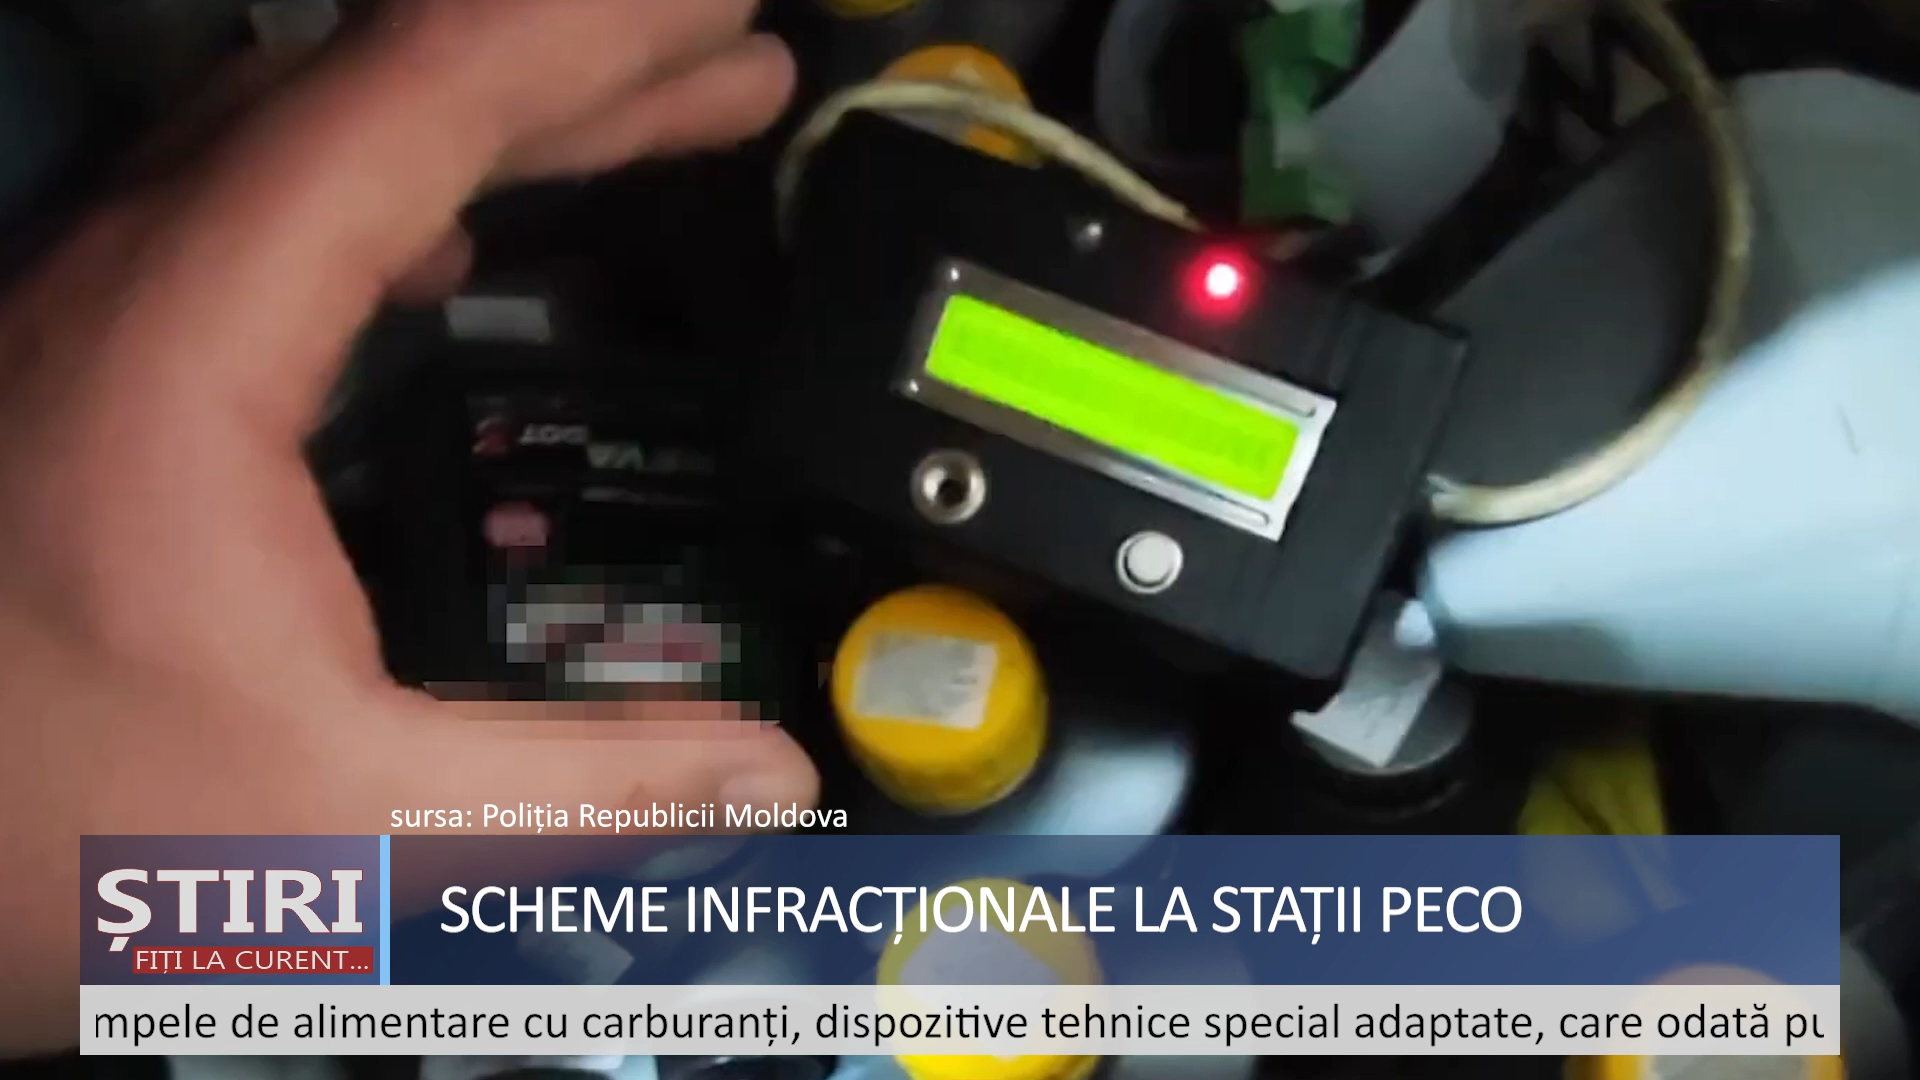 sursa: Poliția Republicii Moldova
ȘTIRI
FIȚI LA CURENT...
SCHEME INFRACȚIONALE LA STAȚII PECO
mpele de alimentare cu carburanți, dispozitive tehnice special adaptate, care odată pu